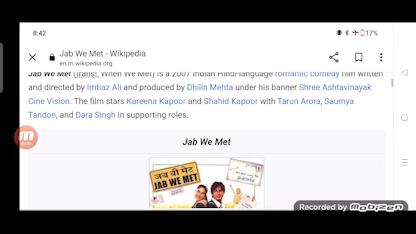 8:42
17%
Jab We Met - Wikipedia
en.m.wikipedia.org
Jab We Met (transl. When We Met) is a 2007 Indian Hindi-language romantic comedy film written
and directed by Imtiaz Ali and produced by Dhilin Mehta under his banner Shree Ashtavinayak
Cine Vision. The film stars Kareena Kapoor and Shahid Kapoor with Tarun Arora, Saumya
Tandon, and Dara Singh in supporting roles.
Jab We Met
जब वी मेट
JAB WE MET
Recorded by Mobizen